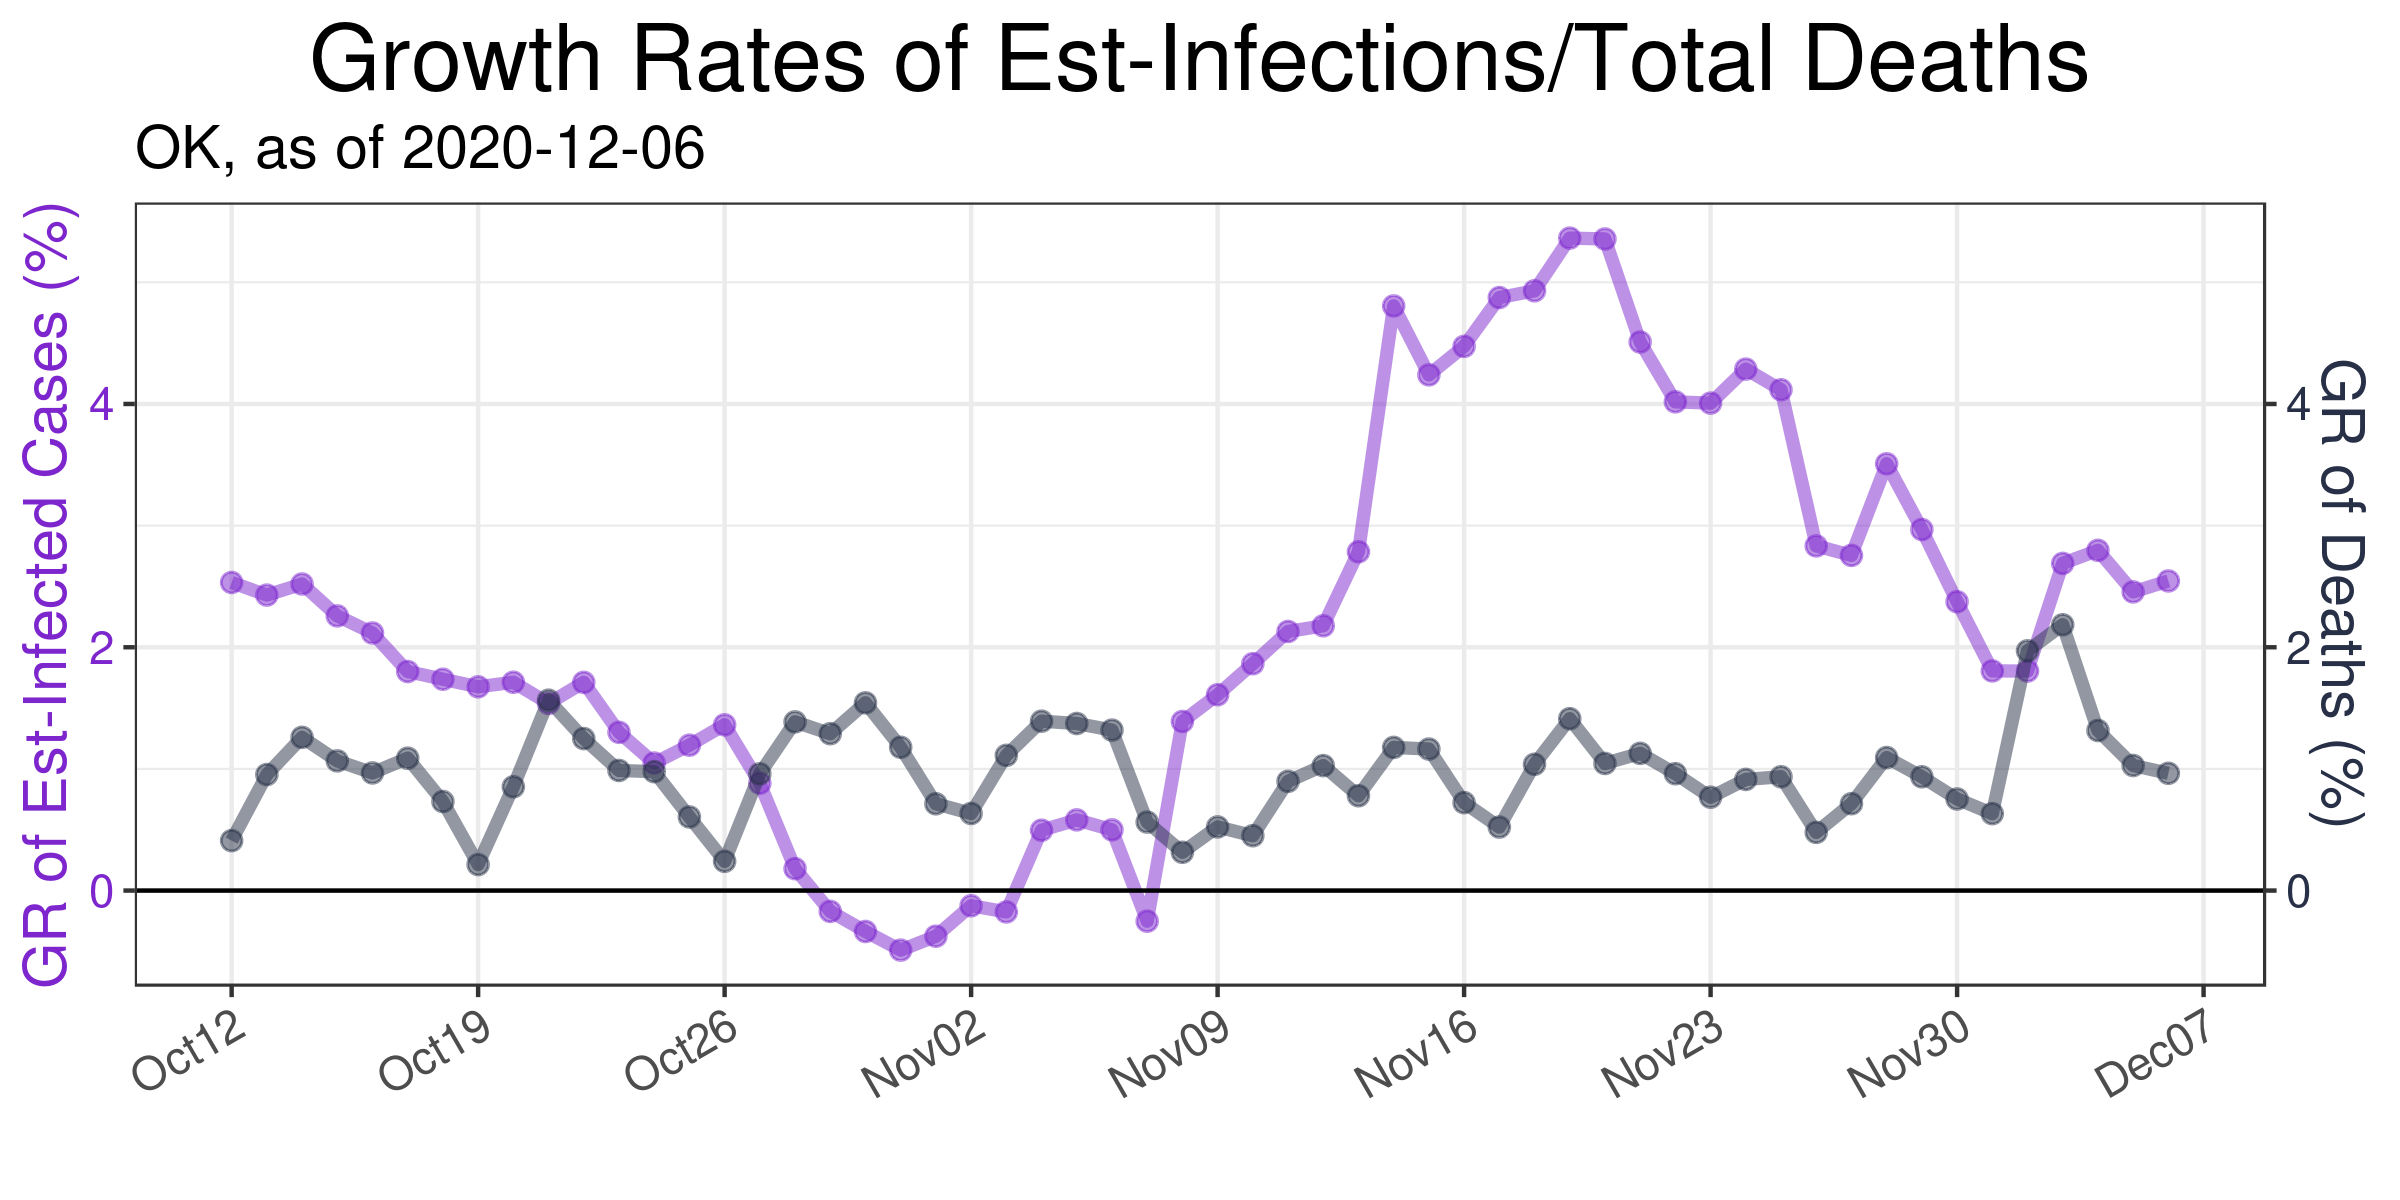 Growth Rates of Est-Infections/Total Deaths
OK, as of 2020-12-06
GR of Est-Infected Cases (%)
4
2
0
4
2
0
GR of Deaths (%)
Oct12
Oct19
Oct26
Nov02
Nov09
Nov16
Nov23
Nov30
Dec07